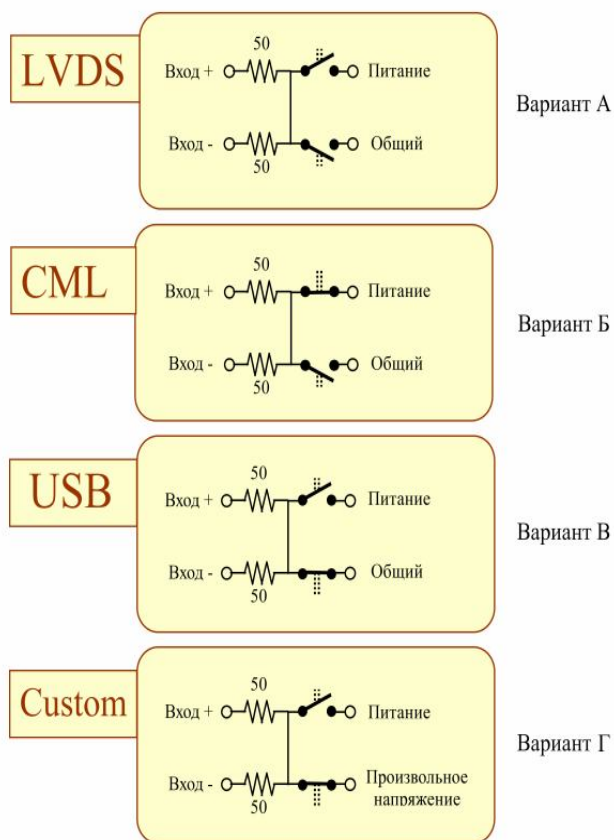 LVDS
50
Вход +
Питание
Вход -
Общий
50
Вариант А
CML
50
Вход +
Питание
Вход -
Общий
50
Вариант Б
USB
50
Вход +
Питание
Вход -
Общий
50
Вариант В
Custom
50
Вход +
Питание
Вход -
Произвольное
напряжение
50
Вариант Г